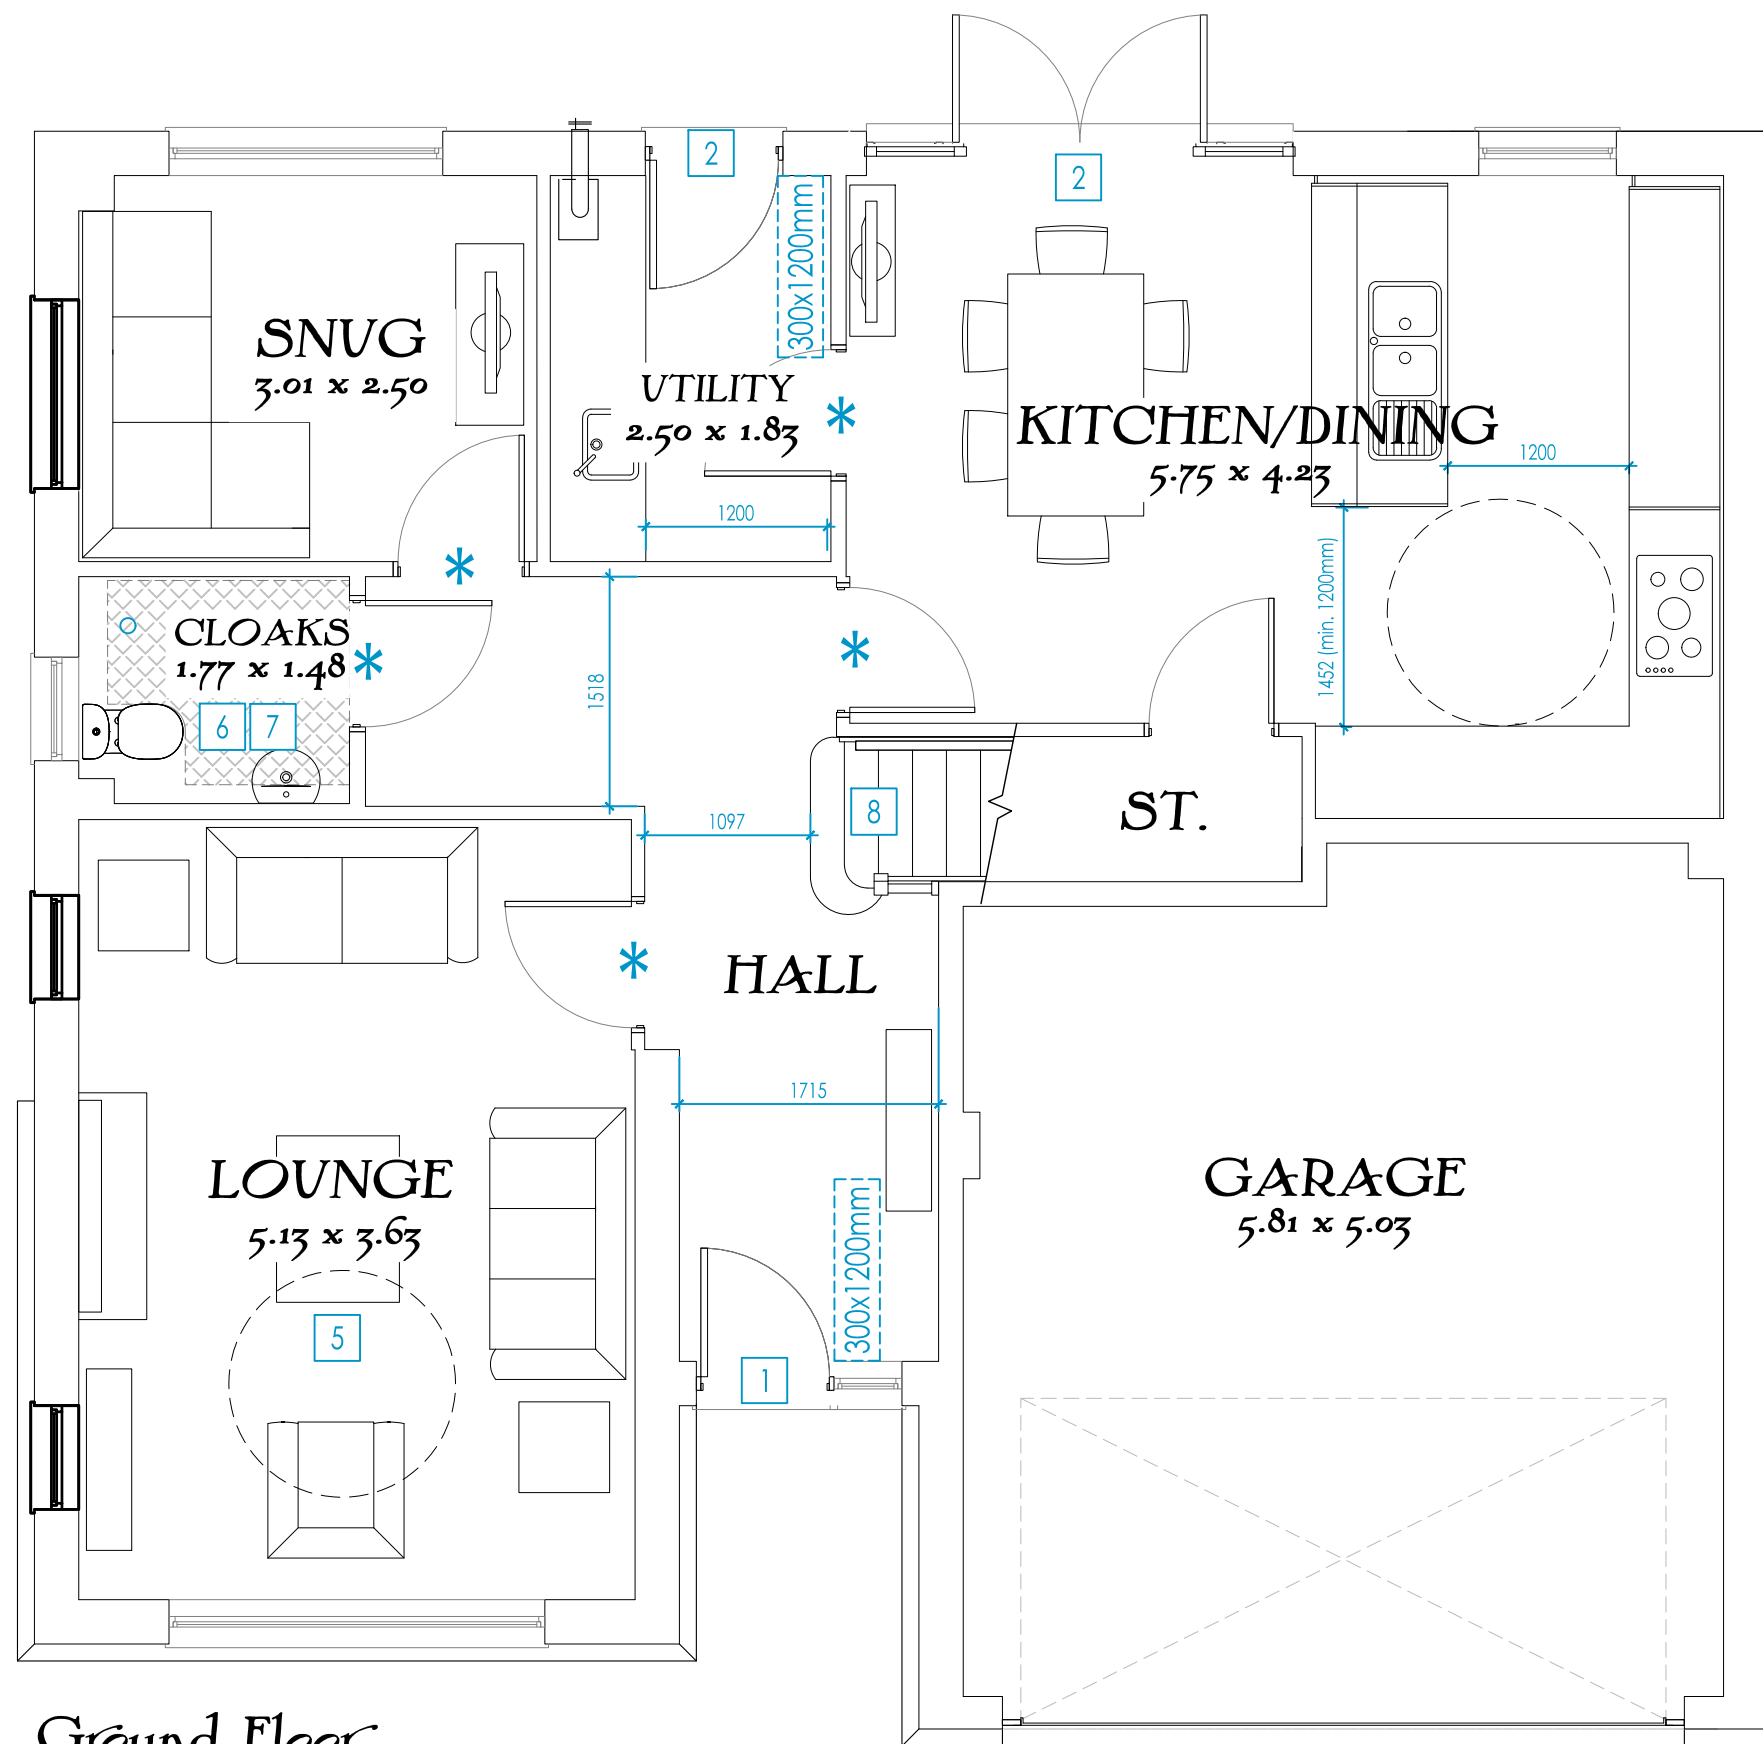 2
2
300x1200mm
SNUG
3.01 x 2.50
UTILITY
2.50 x 1.83
*
KITCHEN/DINING
5.75 x 4.23
1200
1200
*
1452 (min. 1200mm)
CLOAKS
1.77 x 1.48
*
*
1518
6
7
8
ST.
1097
*
HALL
1715
LOUNGE
5.13 x 3.63
GARAGE
5.81 x 5.03
300x1200mm
5
1
Ground Floor